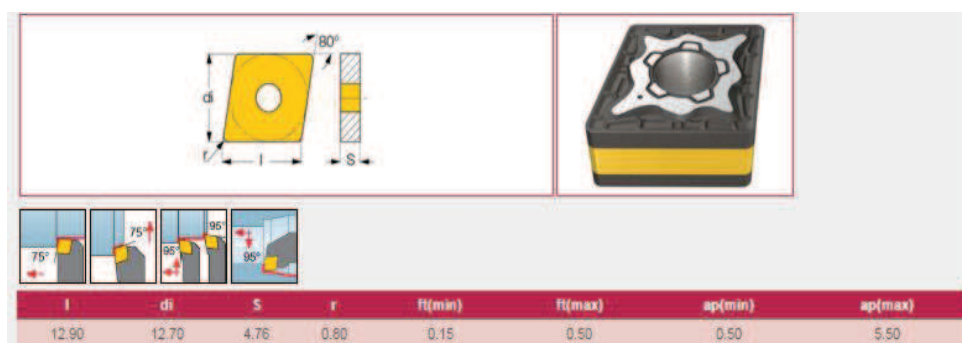 80°
di
r
l
S
75°
75°
95°
95°
95°
l di S r ft(min) ft(max) ap(min) ap(max)
12.90 12.70 4.76 0.80 0.15 0.50 0.50 5.50